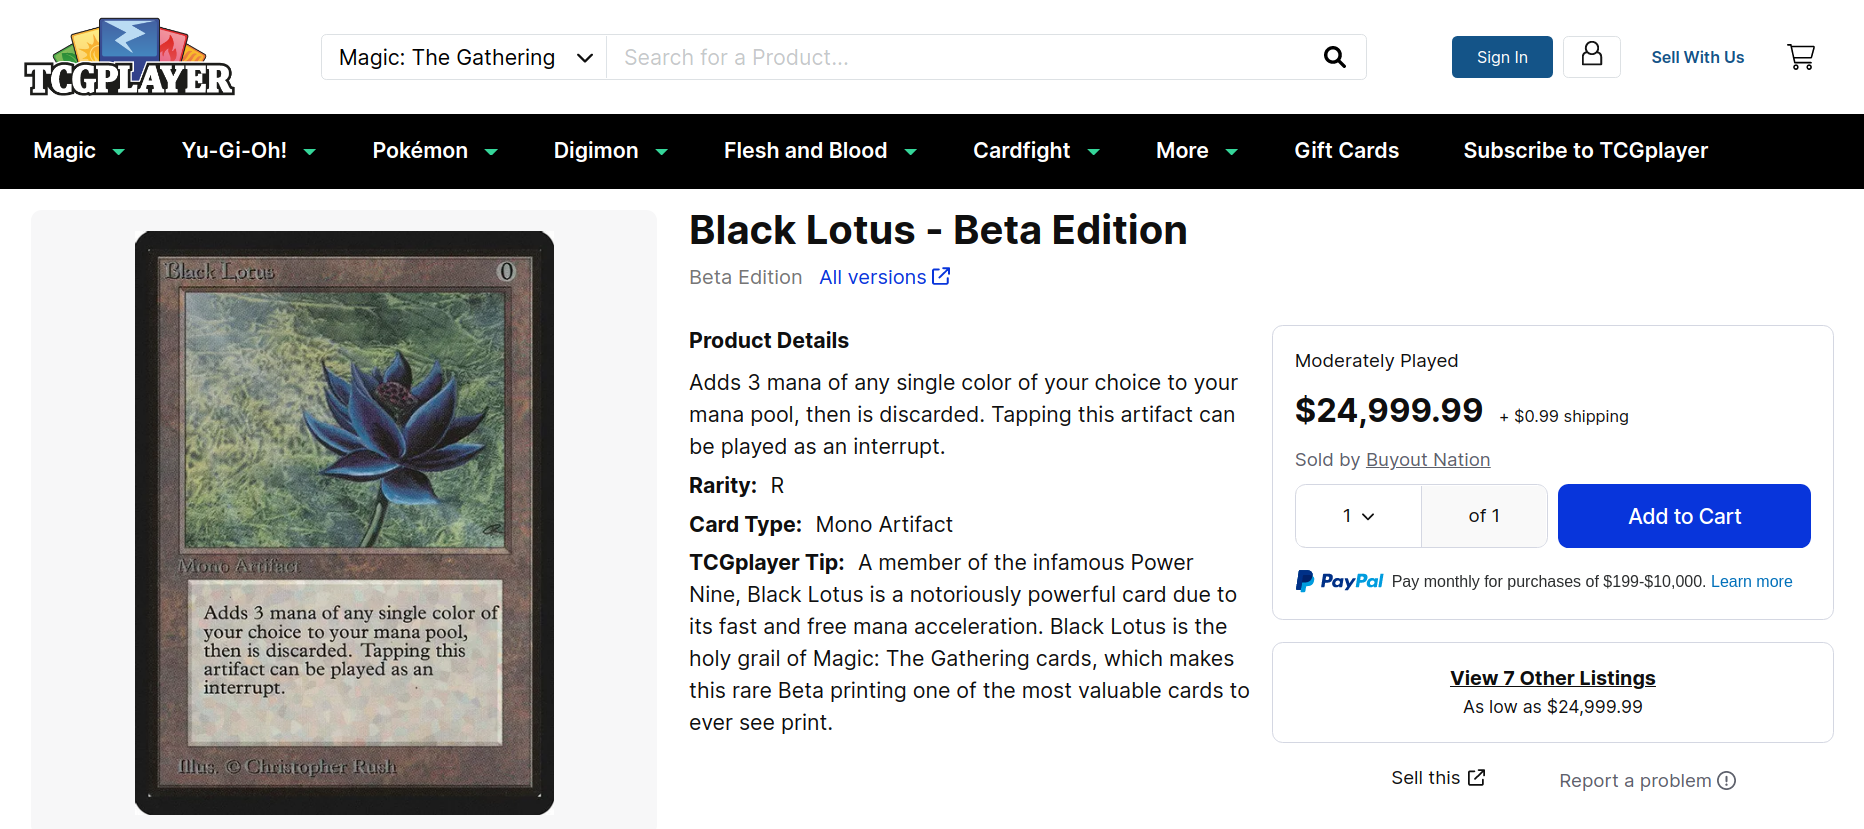 TCGPLAYER
Magic: The Gathering
Search for a Product...
Sign In
Sell With Us
Magic
Yu-Gi-Oh!
Pokémon
Digimon
Flesh and Blood
Cardfight
More
Gift Cards
Subscribe to TCGplayer
Black Lotus
0
Mono Artifact
Adds 3 mana of any single color of
your choice to your mana pool,
then is discarded. Tapping this
artifact can be played as an
interrupt.
Illus. © Christopher Rush
Black Lotus - Beta Edition
Beta Edition All versions
Product Details
Adds 3 mana of any single color of your choice to your
mana pool, then is discarded. Tapping this artifact can
be played as an interrupt.
Rarity: R
Card Type: Mono Artifact
TCGplayer Tip: A member of the infamous Power
Nine, Black Lotus is a notoriously powerful card due to
its fast and free mana acceleration. Black Lotus is the
holy grail of Magic: The Gathering cards, which makes
this rare Beta printing one of the most valuable cards to
ever see print.
Moderately Played
$24,999.99 + $0.99 shipping
Sold by Buyout Nation
1 of 1
Add to Cart
PayPal Pay monthly for purchases of $199-$10,000. Learn more
View 7 Other Listings
As low as $24,999.99
Sell this
Report a problem